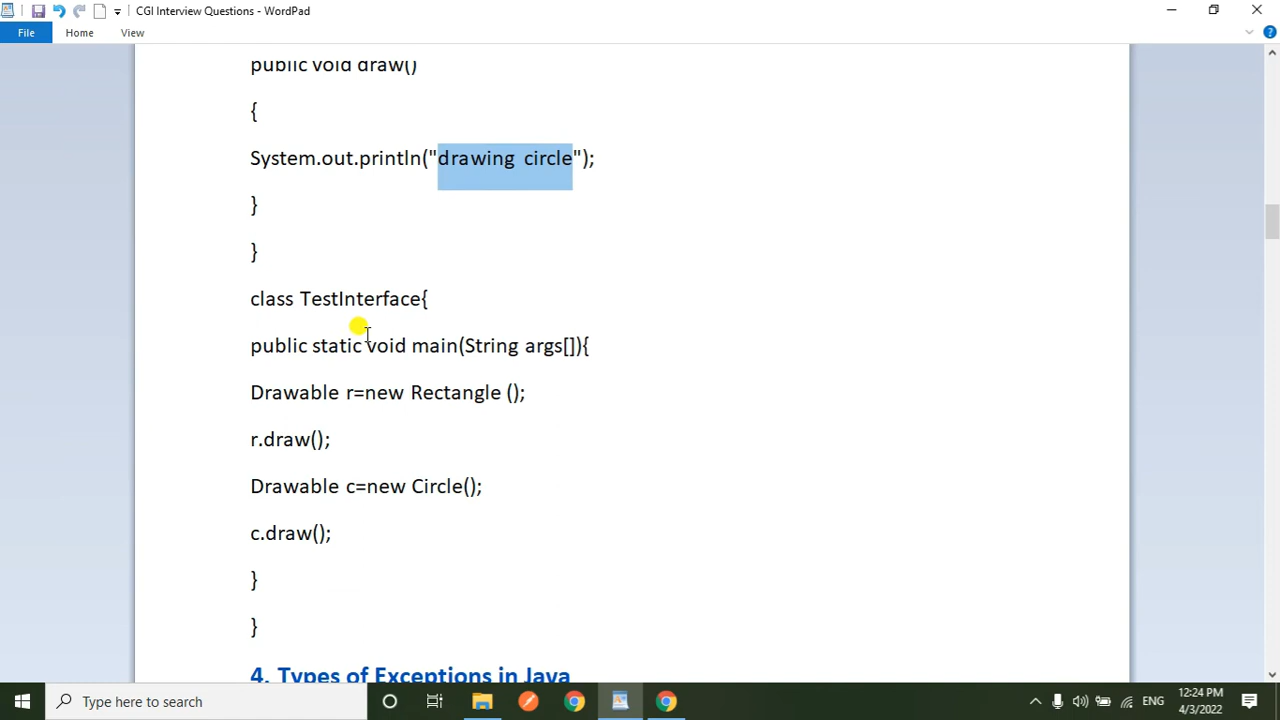 CGI Interview Questions - WordPad
File Home View
public void draw()
{
System.out.println("drawing circle");
}
}
class TestInterface{
public static void main(String args[]){
Drawable r=new Rectangle ();
r.draw();
Drawable c=new Circle();
c.draw();
}
}
4. Types of Exceptions in Java
Type here to search
ENG
12:24 PM
4/3/2022